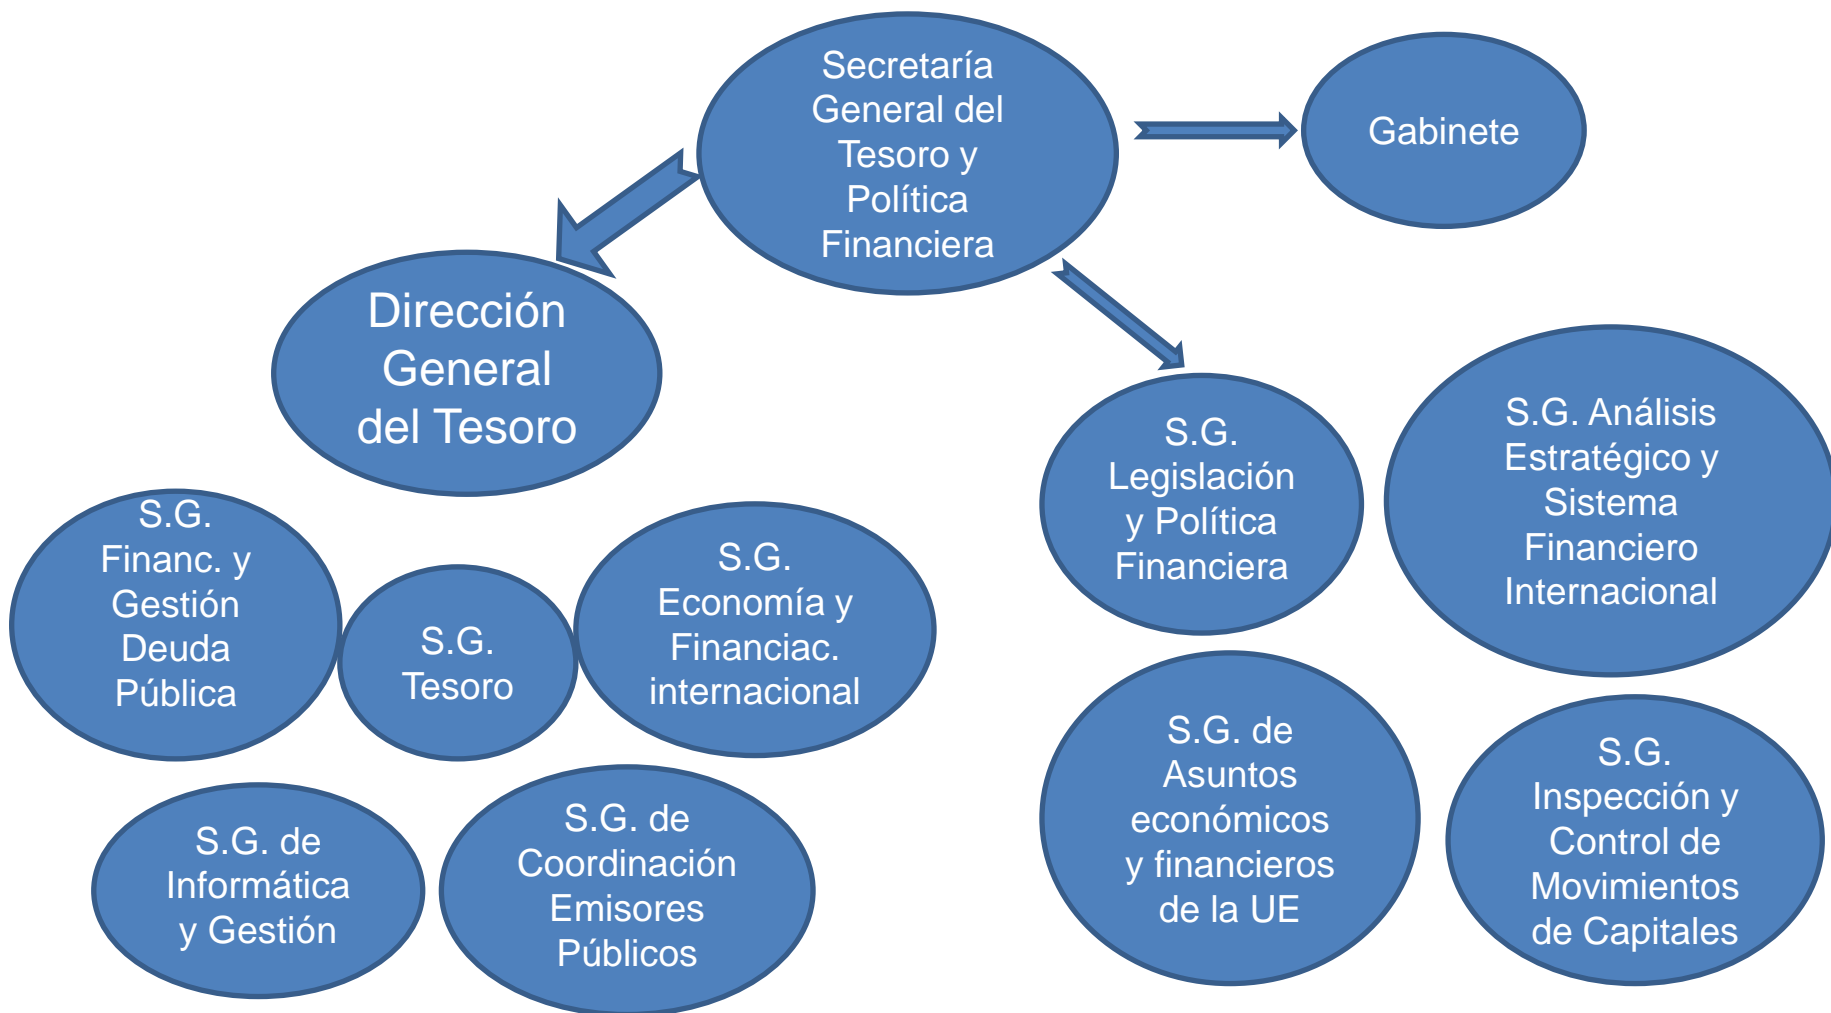 Secretaría
General del
Tesoro y
Política
Financiera
Gabinete
Dirección
General
del Tesoro
S.G.
Legislación
y Política
Financiera
S.G. Análisis
Estratégico y
Sistema
Financiero
Internacional
S.G.
Financ. y
Gestión
Deuda
Pública
S.G.
Tesoro
S.G.
Economía y
Financiac.
internacional
S.G. de
Asuntos
económicos
y financieros
de la UE
S.G.
Inspección y
Control de
Movimientos
de Capitales
S.G. de
Informática
y Gestión
S.G. de
Coordinación
Emisores
Públicos